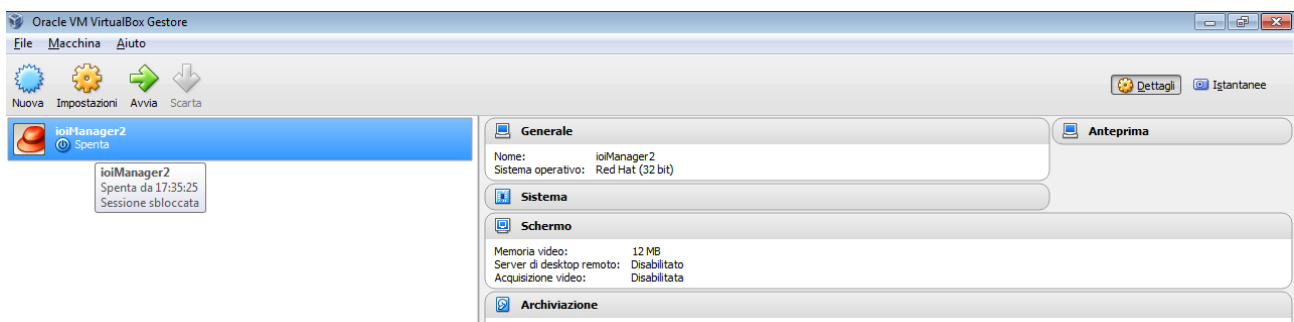 Oracle VM VirtualBox Gestore
File Macchina Aiuto
Nuova Impostazioni Avvia Scarta
Dettagli Istantanee
ioiManager2
Spenta
ioiManager2
Spenta da 17:35:25
Sessione sbloccata
Generale
Nome: ioiManager2
Sistema operativo: Red Hat (32 bit)
Anteprima
Sistema
Schermo
Memoria video: 12 MB
Server di desktop remoto: Disabilitato
Acquisizione video: Disabilitata
Archiviazione